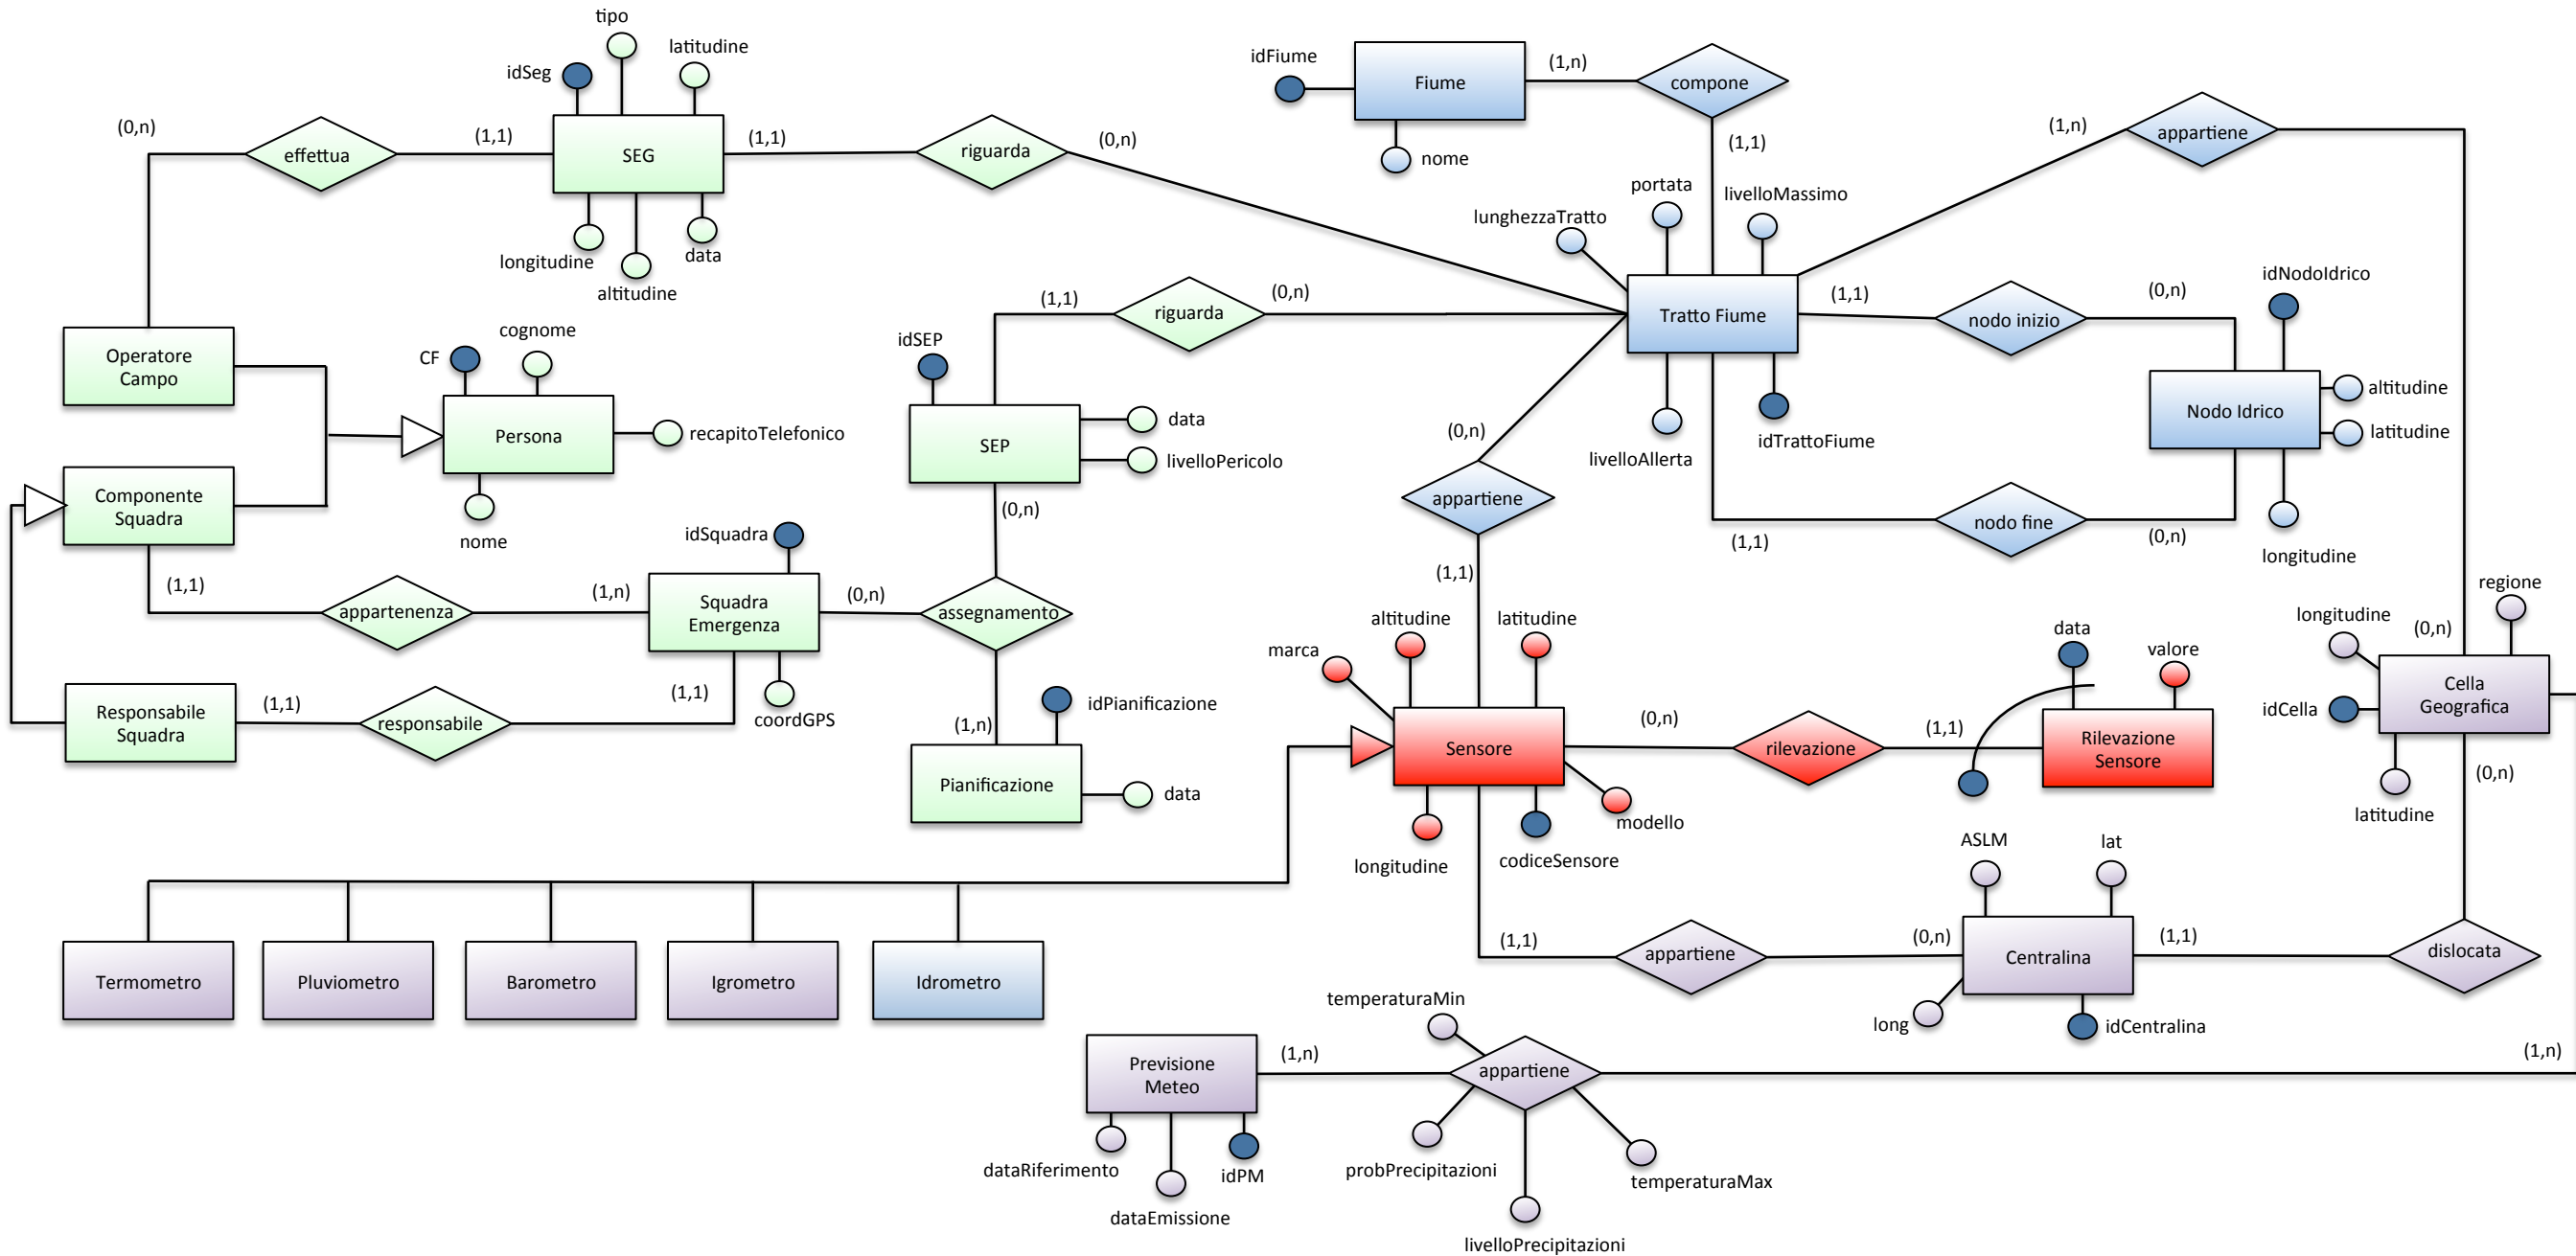 tipo
idSeg
latitudine
(0,n)
effettua
(1,1)
SEG
(1,1)
riguarda
(0,n)
longitudine
altitudine
data
idFiume
Fiume
(1,n)
compone
nome
(1,1)
(1,n)
appartiene
portata
livelloMassimo
lunghezzaTratto
Tratto Fiume
(1,1)
nodo inizio
(0,n)
idNodoIdrico
(1,1)
riguarda
(0,n)
Operatore
Campo
cognome
CF
Persona
recapitoTelefonico
nome
idSEP
SEP
data
livelloPericolo
(0,n)
livelloAllerta
idTrattoFiume
Nodo Idrico
altitudine
latitudine
longitudine
(0,n)
appartiene
(1,1)
nodo fine
(0,n)
(1,1)
Componente
Squadra
(1,1)
appartenenza
(1,n)
idSquadra
Squadra
Emergenza
(0,n)
assegnamento
coordGPS
Responsabile
Squadra
(1,1)
responsabile
(1,1)
(1,n)
idPianificazione
Pianificazione
data
altitudine
latitudine
marca
Sensore
(0,n)
rilevazione
(1,1)
data
valore
Rilevazione
Sensore
longitudine
codiceSensore
modello
regione
longitudine
(0,n)
Cella
Geografica
idCella
latitudine
(0,n)
ASLM
lat
(1,1)
appartiene
(0,n)
Centralina
(1,1)
dislocata
long
idCentralina
Termometro
Pluviometro
Barometro
Igrometro
Idrometro
temperaturaMin
Previsione
Meteo
(1,n)
appartiene
(1,n)
dataRiferimento
dataEmissione
idPM
probPrecipitazioni
livelloPrecipitazioni
temperaturaMax